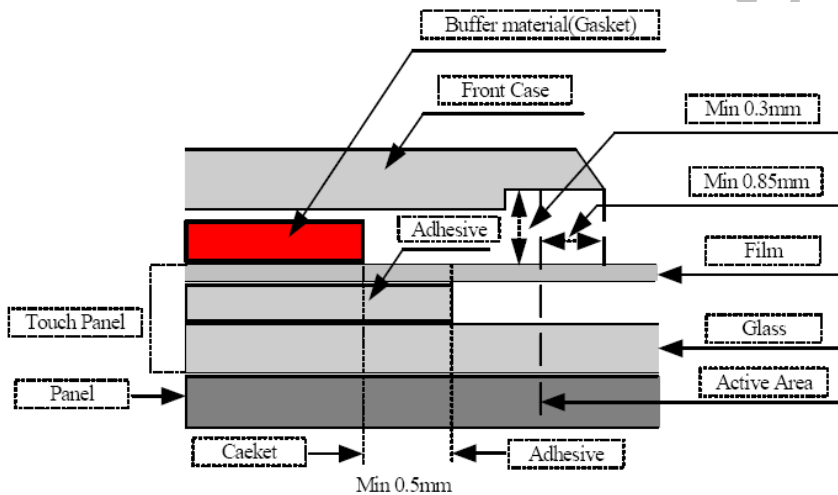 Buffer material(Gasket)
Front Case
Min 0.3mm
Min 0.85mm
Adhesive
Film
Touch Panel
Glass
Panel
Active Area
Caeket
Adhesive
Min 0.5mm